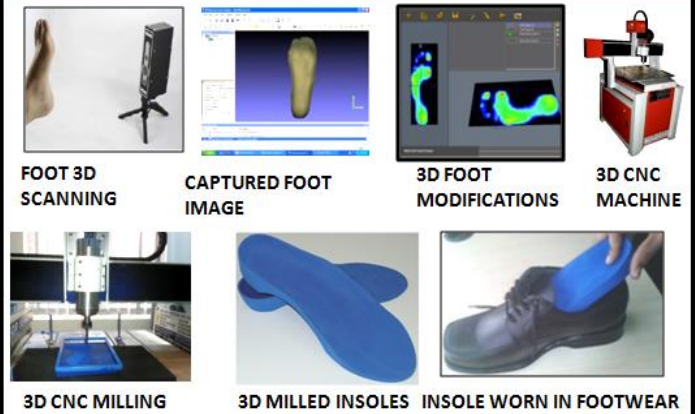 FOOT 3D
SCANNING
CAPTURED FOOT
IMAGE
3D FOOT
MODIFICATIONS
3D CNC
MACHINE
3D CNC MILLING
3D MILLED INSOLES
INSOLE WORN IN FOOTWEAR